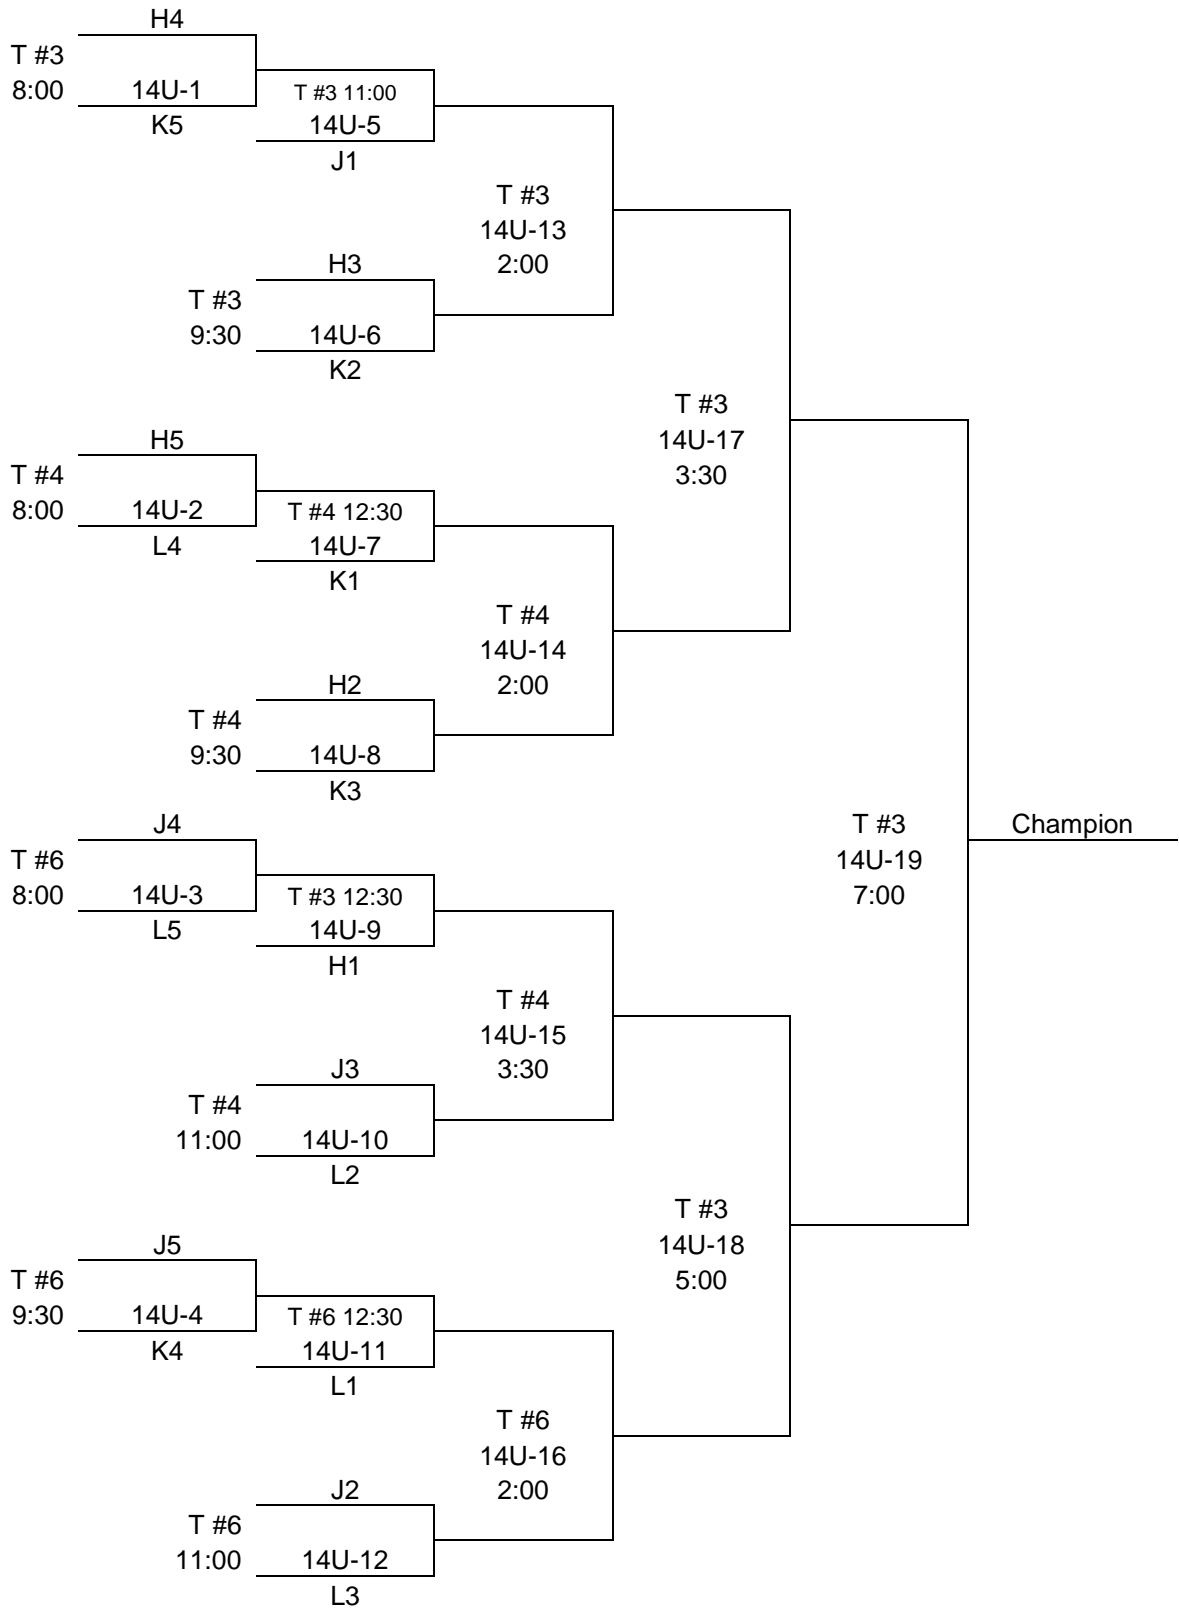 H4
T #3
8:00
14U-1
K5
T #3 11:00
14U-5
J1
T #3
14U-13
2:00
H3
T #3
9:30
14U-6
K2
T #3
14U-17
3:30
H5
T #4
8:00
14U-2
L4
T #4 12:30
14U-7
K1
T #4
14U-14
2:00
H2
T #4
9:30
14U-8
K3
T #3
14U-19
7:00
Champion
J4
T #6
8:00
14U-3
L5
T #3 12:30
14U-9
H1
T #4
14U-15
3:30
J3
T #4
11:00
14U-10
L2
T #3
14U-18
5:00
J5
T #6
9:30
14U-4
K4
T #6 12:30
14U-11
L1
T #6
14U-16
2:00
J2
T #6
11:00
14U-12
L3